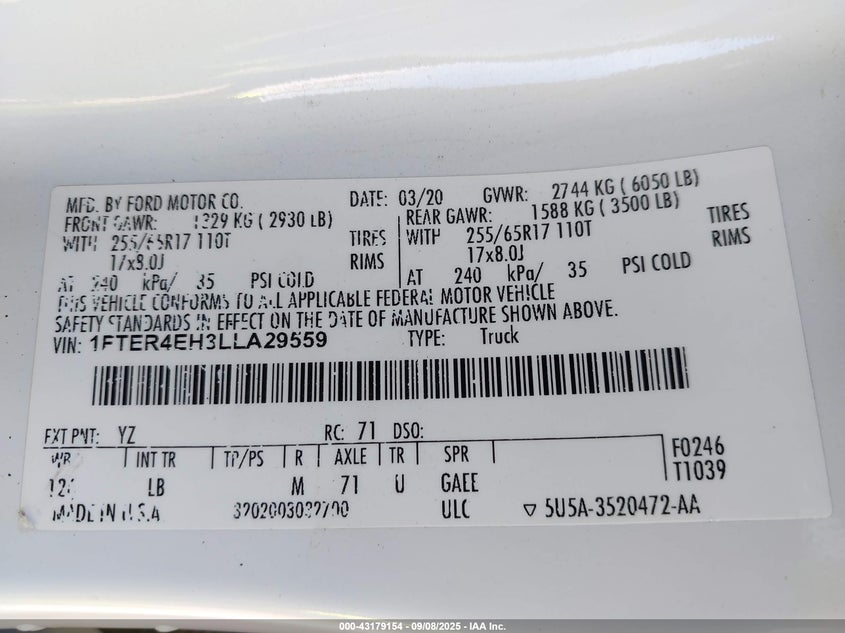 MFD. BY FORD MOTOR CO. DATE: 03/20 GVWR: 2744 KG ( 6050 LB)
FRONT GAWR: 1329 KG ( 2930 LB) REAR GAWR: 1588 KG ( 3500 LB)
WITH 255/65R17 110T TIRES WITH 255/65R17 110T TIRES
17x8.0J RIMS 17x8.0J RIMS
AT 240 kPa/ 35 PSI COLD AT 240 kPa/ 35 PSI COLD
THIS VEHICLE CONFORMS TO ALL APPLICABLE FEDERAL MOTOR VEHICLE
SAFETY STANDARDS IN EFFECT ON THE DATE OF MANUFACTURE SHOWN ABOVE.
VIN: 1FTER4EH3LLA29559 TYPE: Truck
EXT PNT: YZ RC: 71 DSO:
WB INT TR TP/PS R AXLE TR SPR F0246
LB M 71 U GAEE T1039
MADE IN U.S.A ULC ▽ 5U5A-3520472-AA
000-43179154 - 09/08/2025 - IAA Inc.